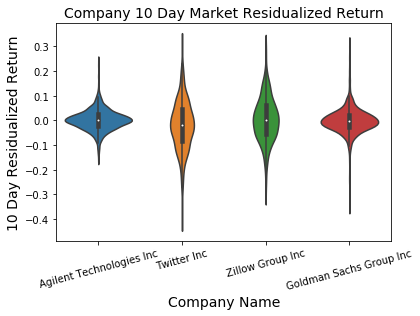 Company 10 Day Market Residualized Return
10 Day Residualized Return
0.3
0.2
0.1
0.0
−0.1
−0.2
−0.3
−0.4
Agilent Technologies Inc
Twitter Inc
Zillow Group Inc
Goldman Sachs Group Inc
Company Name